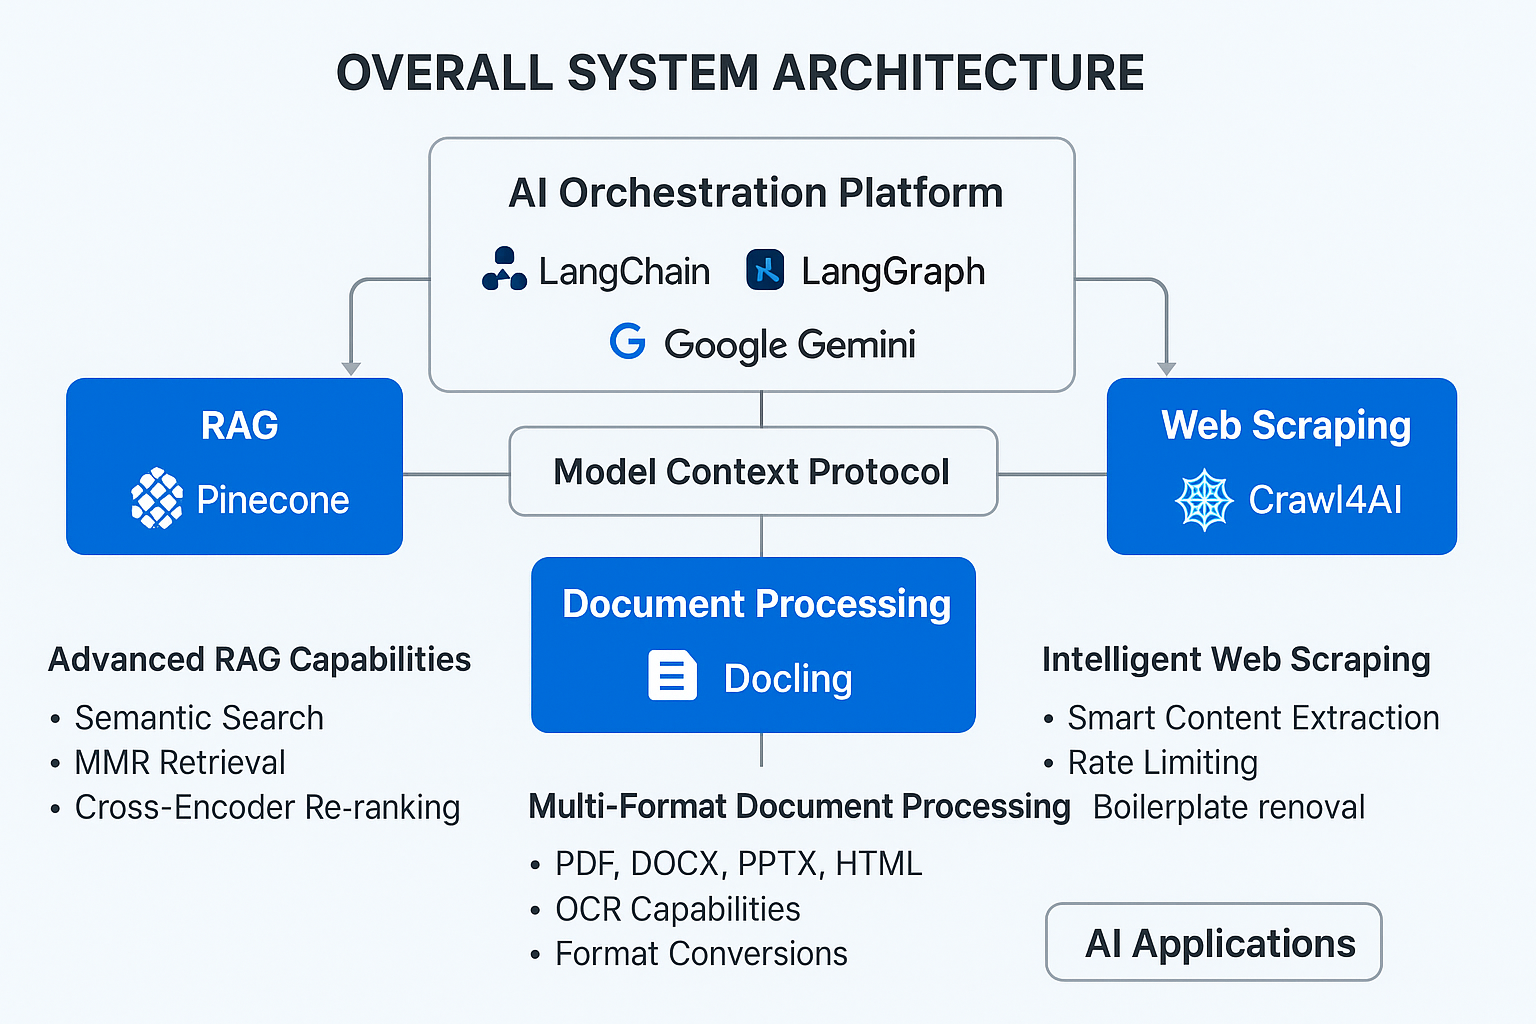 OVERALL SYSTEM ARCHITECTURE
AI Orchestration Platform
LangChain
LangGraph
Google Gemini
RAG
Pinecone
Model Context Protocol
Web Scraping
Crawl4AI
Document Processing
Docling
Advanced RAG Capabilities
• Semantic Search
• MMR Retrieval
• Cross-Encoder Re-ranking
Multi-Format Document Processing
• PDF, DOCX, PPTX, HTML
• OCR Capabilities
• Format Conversions
Intelligent Web Scraping
• Smart Content Extraction
• Rate Limiting
Boilerplate renoval
AI Applications